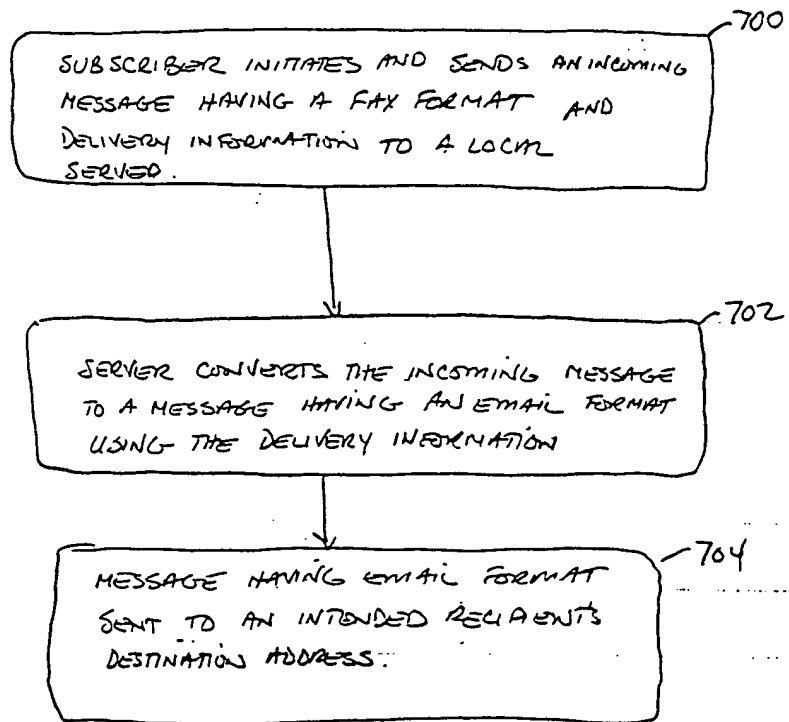 700
SUBSCRIBER INITIATES AND SENDS AN INCOMING
MESSAGE HAVING A FAX FORMAT AND
DELIVERY INFORMATION TO A LOCAL
SERVED.
702
SERVER CONVERTS THE INCOMING MESSAGE
TO A MESSAGE HAVING AN EMAIL FORMAT
USING THE DELIVERY INFORMATION
704
MESSAGE HAVING EMAIL FORMAT
SENT TO AN INTENDED RECIPIENTS
DESTINATION ADDRESS.